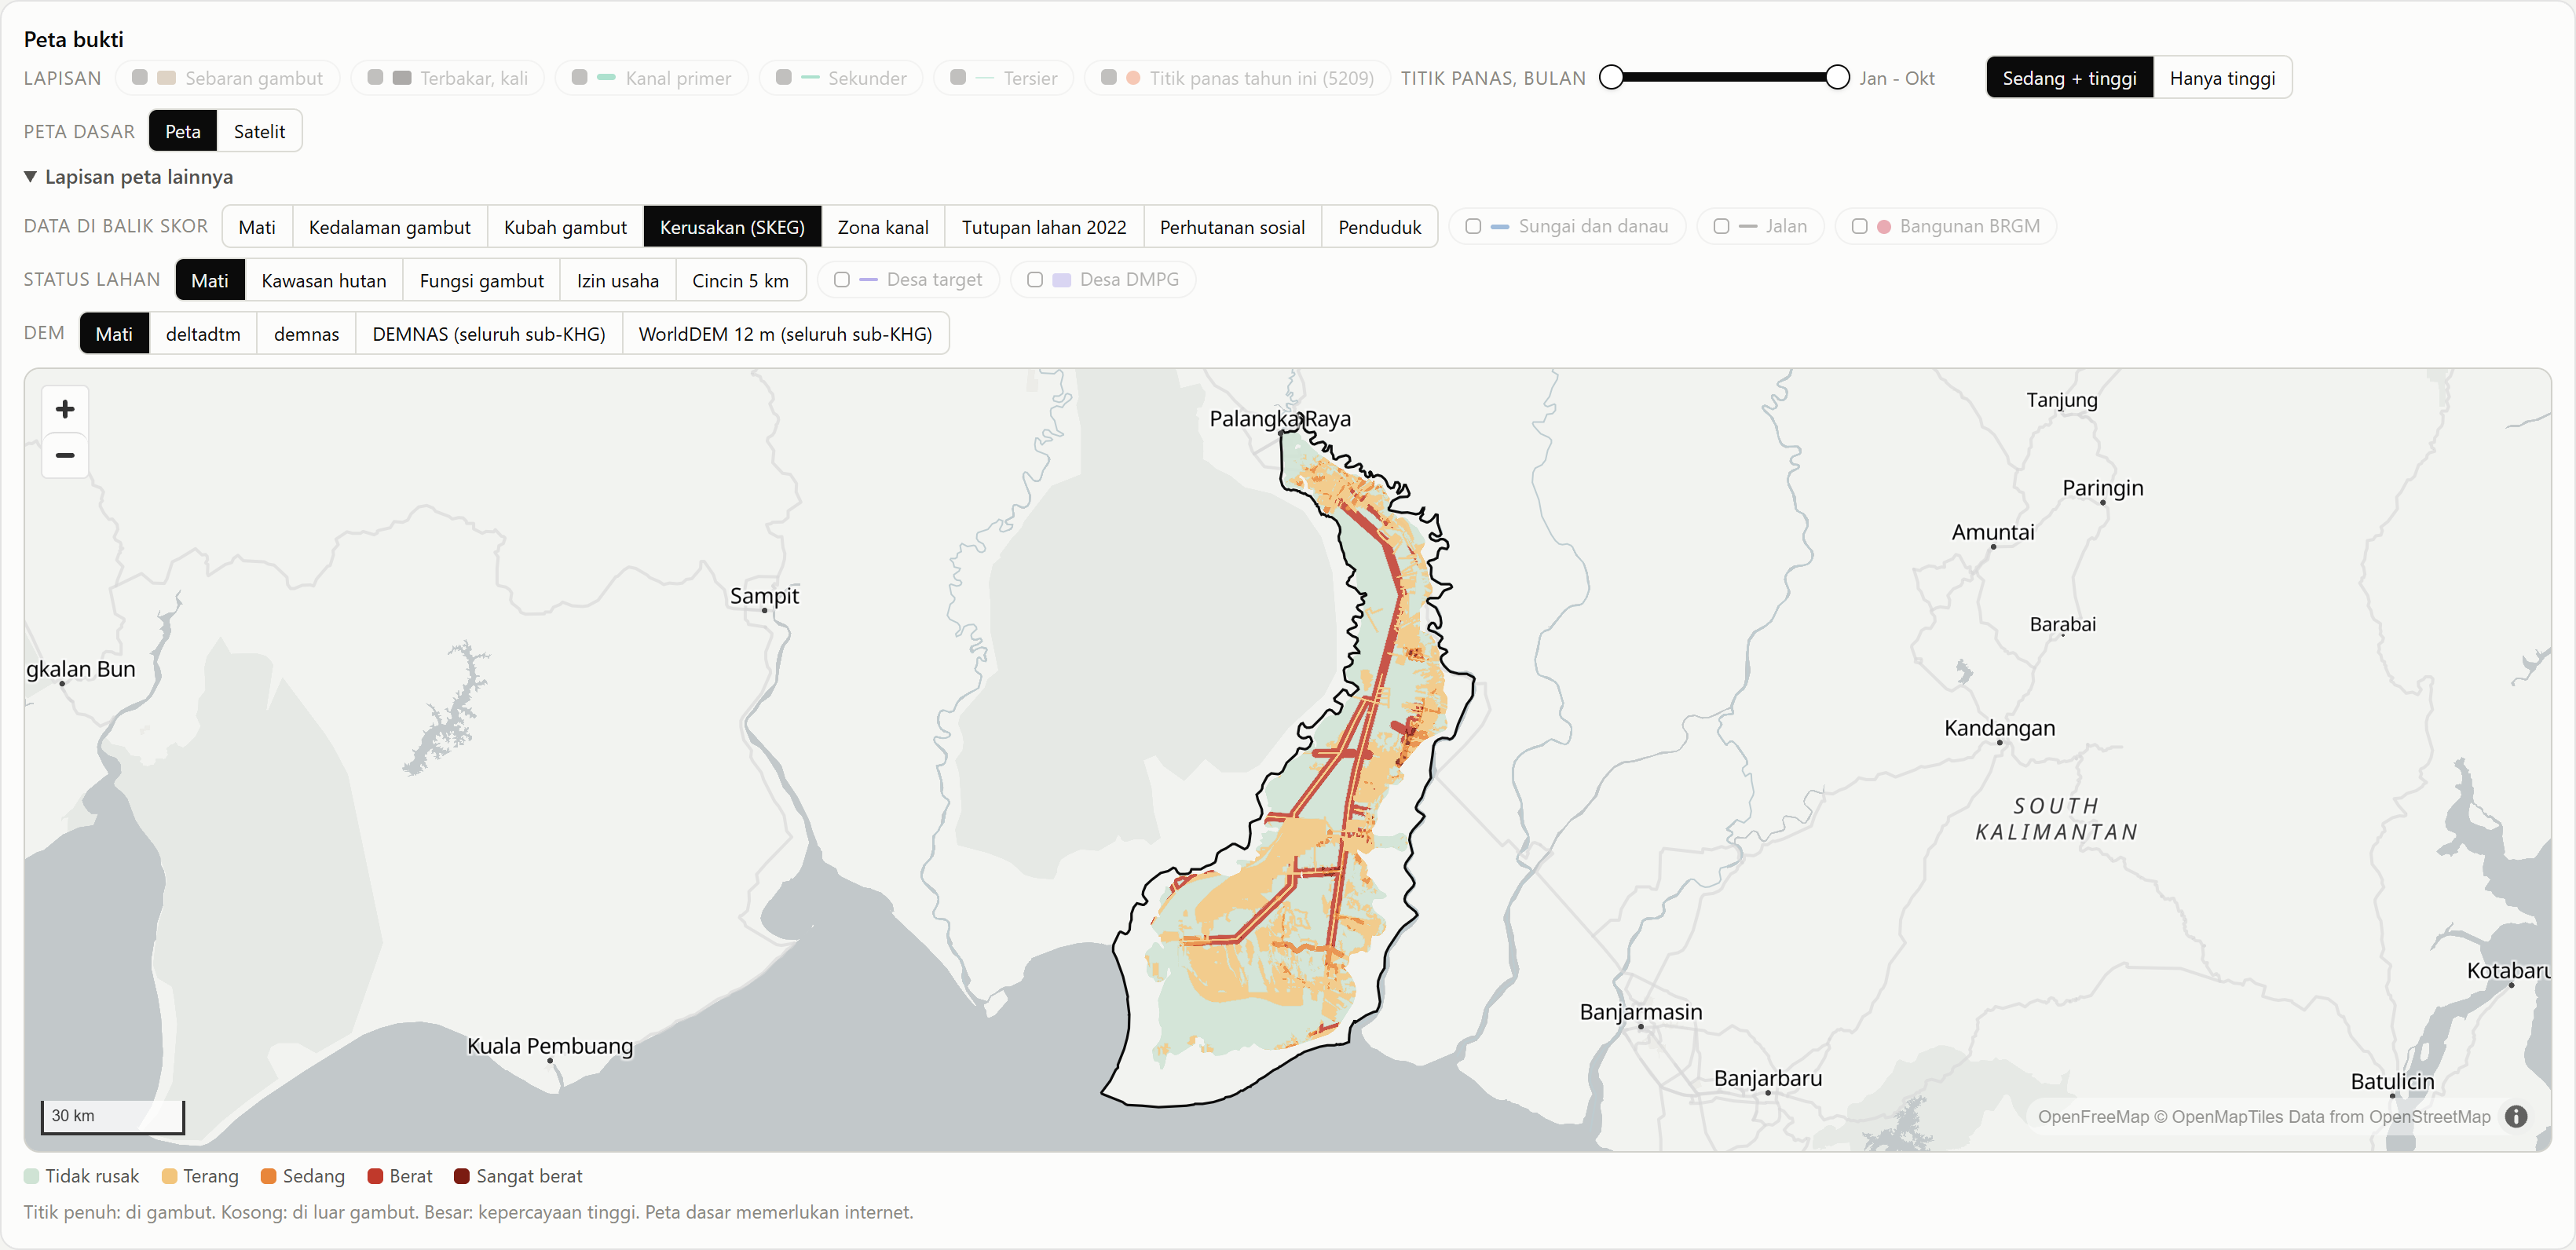 Peta bukti
LAPISAN Sebaran gambut Terbakar, kali Kanal primer Sekunder Tersier Titik panas tahun ini (5209) TITIK PANAS, BULAN Jan - Okt Sedang + tinggi Hanya tinggi
PETA DASAR Peta Satelit
▼ Lapisan peta lainnya
DATA DI BALIK SKOR Mati Kedalaman gambut Kubah gambut Kerusakan (SKEG) Zona kanal Tutupan lahan 2022 Perhutanan sosial Penduduk Sungai dan danau Jalan Bangunan BRGM
STATUS LAHAN Mati Kawasan hutan Fungsi gambut Izin usaha Cincin 5 km Desa target Desa DMPG
DEM Mati deltadtm demnas DEMNAS (seluruh sub-KHG) WorldDEM 12 m (seluruh sub-KHG)
+
−
Palangka Raya
Tanjung
Paringin
Amuntai
Sampit
Barabai
gkalan Bun
Kandangan
SOUTH
KALIMANTAN
Kotabaru
Banjarmasin
Kuala Pembuang
Banjarbaru
Batulicin
30 km
OpenFreeMap © OpenMapTiles Data from OpenStreetMap
Tidak rusak Terang Sedang Berat Sangat berat
Titik penuh: di gambut. Kosong: di luar gambut. Besar: kepercayaan tinggi. Peta dasar memerlukan internet.